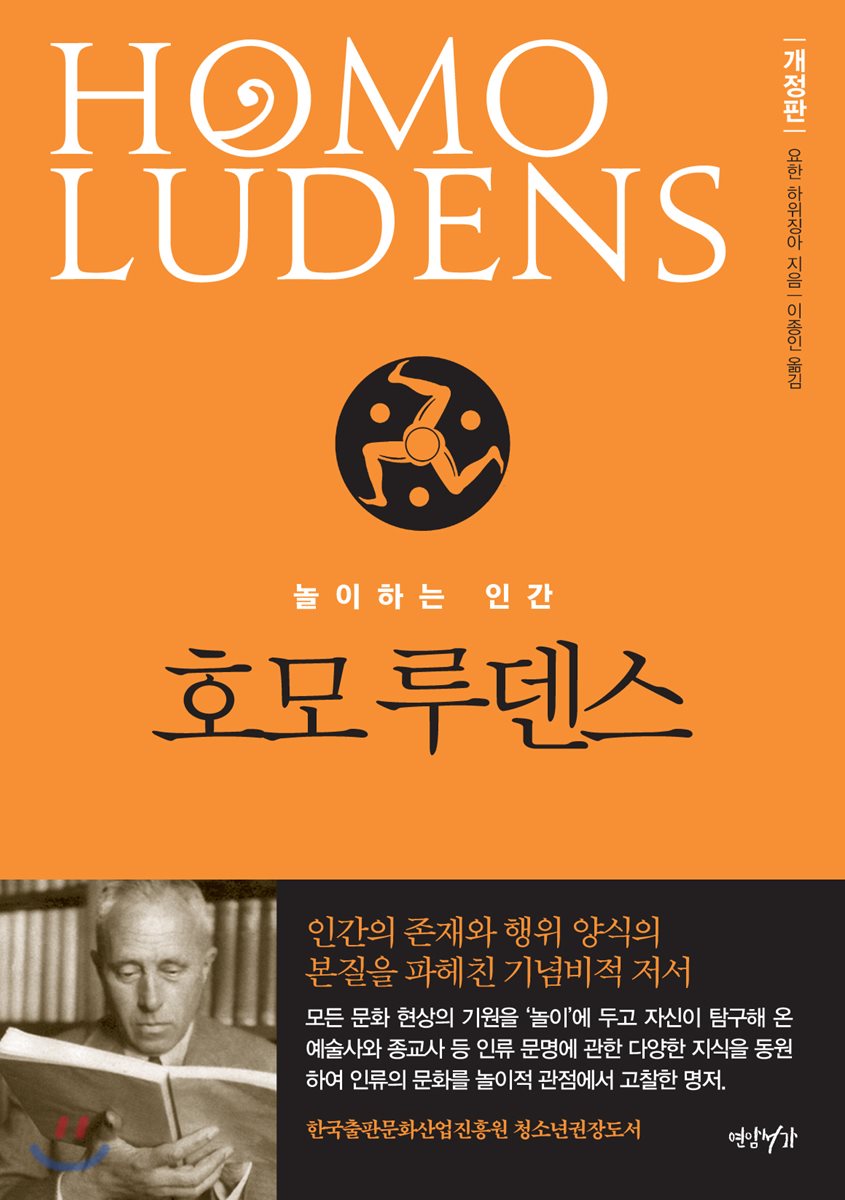 HOMO
LUDENS
개정판
요한 하위징아 지음 | 이종인 옮김
놀이하는 인간
호모 루덴스
인간의 존재와 행위 양식의
본질을 파헤친 기념비적 저서
모든 문화 현상의 기원을 ‘놀이’에 두고 자신이 탐구해 온
예술사와 종교사 등 인류 문명에 관한 다양한 지식을 동원
하여 인류의 문화를 놀이적 관점에서 고찰한 명저.
한국출판문화산업진흥원 청소년권장도서
연암서가